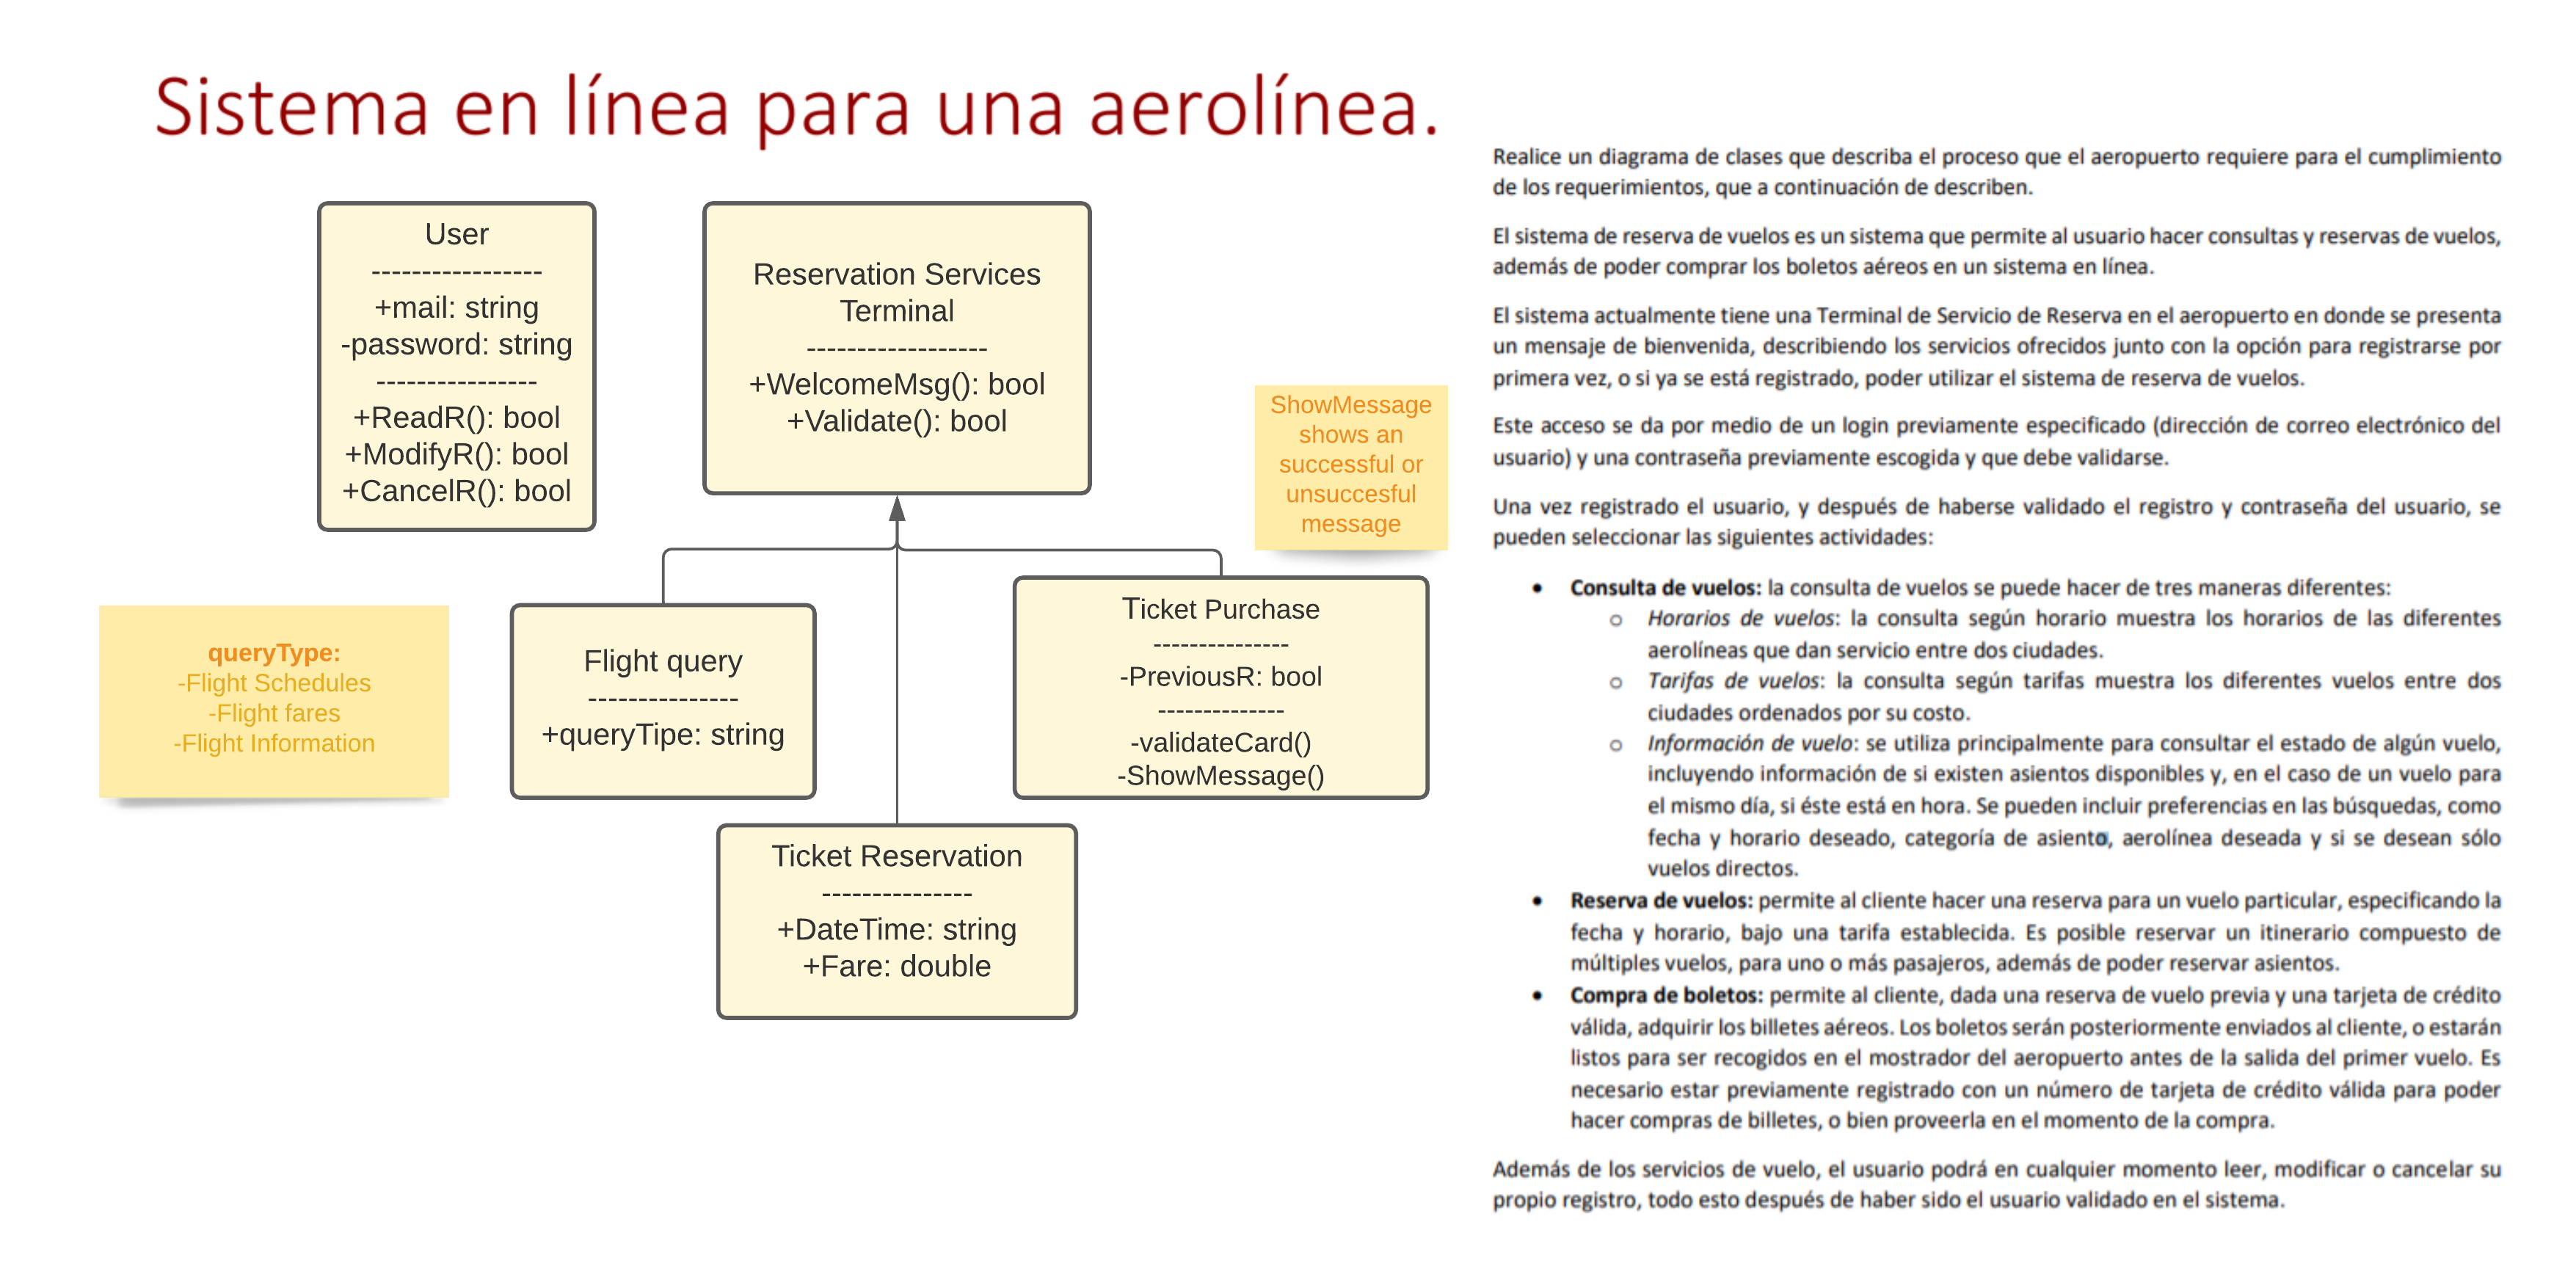 Sistema en línea para una aerolínea.
User
-----------------
+mail: string
-password: string
----------------
+ReadR(): bool
+ModifyR(): bool
+CancelR(): bool
Reservation Services
Terminal
------------------
+WelcomeMsg(): bool
+Validate(): bool
ShowMessage
shows an
successful or
unsuccesful
message
queryType:
-Flight Schedules
-Flight fares
-Flight Information
Flight query
---------------
+queryTipe: string
Ticket Purchase
---------------
-PreviousR: bool
--------------
-validateCard()
-ShowMessage()
Ticket Reservation
---------------
+DateTime: string
+Fare: double
Realice un diagrama de clases que describa el proceso que el aeropuerto requiere para el cumplimiento
de los requerimientos, que a continuación de describen.
El sistema de reserva de vuelos es un sistema que permite al usuario hacer consultas y reservas de vuelos,
además de poder comprar los boletos aéreos en un sistema en línea.
El sistema actualmente tiene una Terminal de Servicio de Reserva en el aeropuerto en donde se presenta
un mensaje de bienvenida, describiendo los servicios ofrecidos junto con la opción para registrarse por
primera vez, o si ya se está registrado, poder utilizar el sistema de reserva de vuelos.
Este acceso se da por medio de un login previamente especificado (dirección de correo electrónico del
usuario) y una contraseña previamente escogida y que debe validarse.
Una vez registrado el usuario, y después de haberse validado el registro y contraseña del usuario, se
pueden seleccionar las siguientes actividades:
• Consulta de vuelos: la consulta de vuelos se puede hacer de tres maneras diferentes:
o Horarios de vuelos: la consulta según horario muestra los horarios de las diferentes
aerolíneas que dan servicio entre dos ciudades.
o Tarifas de vuelos: la consulta según tarifas muestra los diferentes vuelos entre dos
ciudades ordenados por su costo.
o Información de vuelo: se utiliza principalmente para consultar el estado de algún vuelo,
incluyendo información de si existen asientos disponibles y, en el caso de un vuelo para
el mismo día, si éste está en hora. Se pueden incluir preferencias en las búsquedas, como
fecha y horario deseado, categoría de asiento, aerolínea deseada y si se desean sólo
vuelos directos.
• Reserva de vuelos: permite al cliente hacer una reserva para un vuelo particular, especificando la
fecha y horario, bajo una tarifa establecida. Es posible reservar un itinerario compuesto de
múltiples vuelos, para uno o más pasajeros, además de poder reservar asientos.
• Compra de boletos: permite al cliente, dada una reserva de vuelo previa y una tarjeta de crédito
válida, adquirir los billetes aéreos. Los boletos serán posteriormente enviados al cliente, o estarán
listos para ser recogidos en el mostrador del aeropuerto antes de la salida del primer vuelo. Es
necesario estar previamente registrado con un número de tarjeta de crédito válida para poder
hacer compras de billetes, o bien proveerla en el momento de la compra.
Además de los servicios de vuelo, el usuario podrá en cualquier momento leer, modificar o cancelar su
propio registro, todo esto después de haber sido el usuario validado en el sistema.